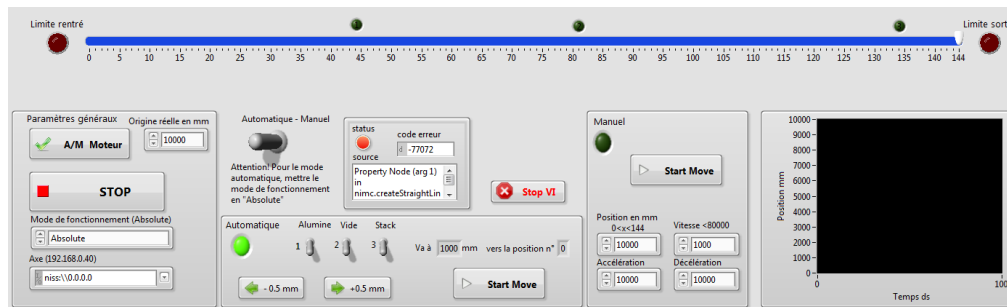 Limite rentré
1
2
3
Limite sort
0 5 10 15 20 25 30 35 40 45 50 55 60 65 70 75 80 85 90 95 100 105 110 115 120 125 130 135 144
Paramètres généraux
A/M Moteur
Origine réelle en mm
10000
STOP
Mode de fonctionnement (Absolute)
Absolute
Axe (192.168.0.40)
niss:\\0.0.0.0
Automatique - Manuel
Attention! Pour le mode
automatique, mettre le
mode de fonctionnement
en "Absolute"
status
code erreur
d -77072
source
Property Node (arg 1)
in
nimc.createStraightLin
Stop VI
Automatique
Alumine Vide Stack
1 2 3
Va à 1000 mm vers la position n° 0
- 0.5 mm
+0.5 mm
Start Move
Manuel
Start Move
Position en mm
0<x<144
10000
Vitesse <80000
1000
Accélération
10000
Décélération
10000
Position mm
10000
9000
8000
7000
6000
5000
4000
3000
2000
1000
0
0 100
Temps ds